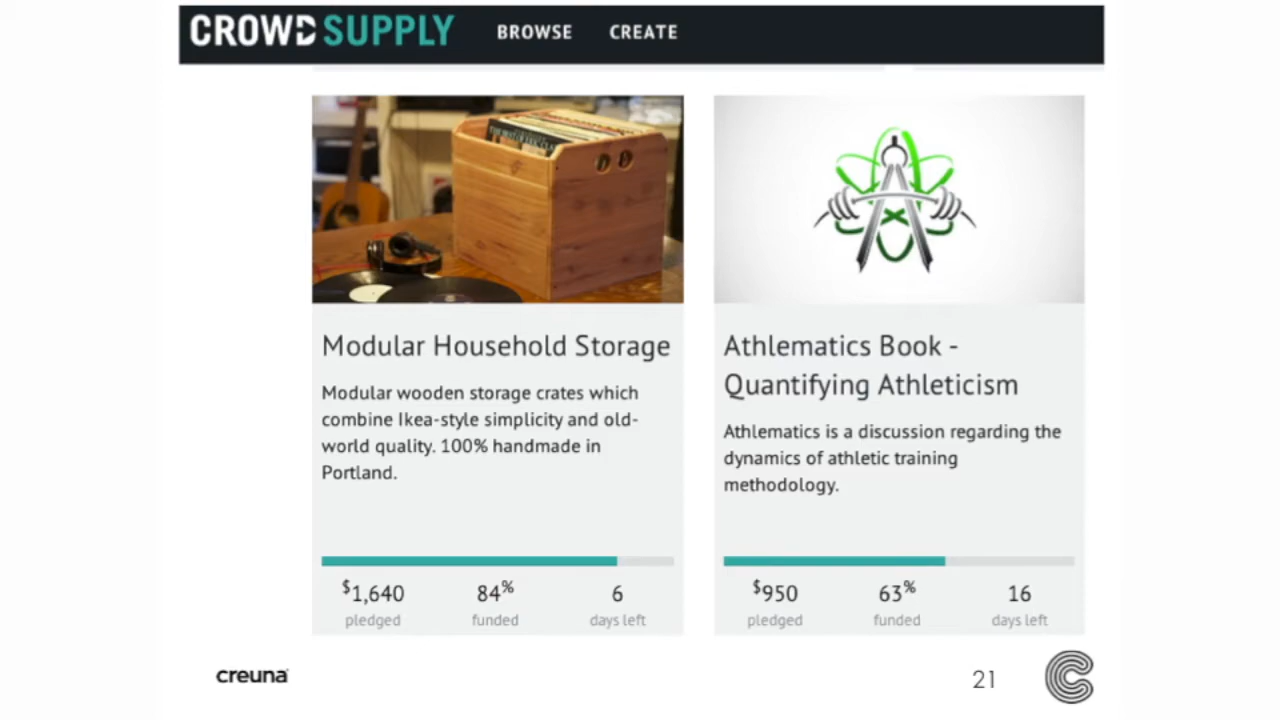 CROWD SUPPLY BROWSE CREATE
Modular Household Storage
Modular wooden storage crates which
combine Ikea-style simplicity and old-
world quality. 100% handmade in
Portland.
$1,640 84% 6
pledged funded days left
Athlematics Book -
Quantifying Athleticism
Athlematics is a discussion regarding the
dynamics of athletic training
methodology.
$950 63% 16
pledged funded days left
creuna 21